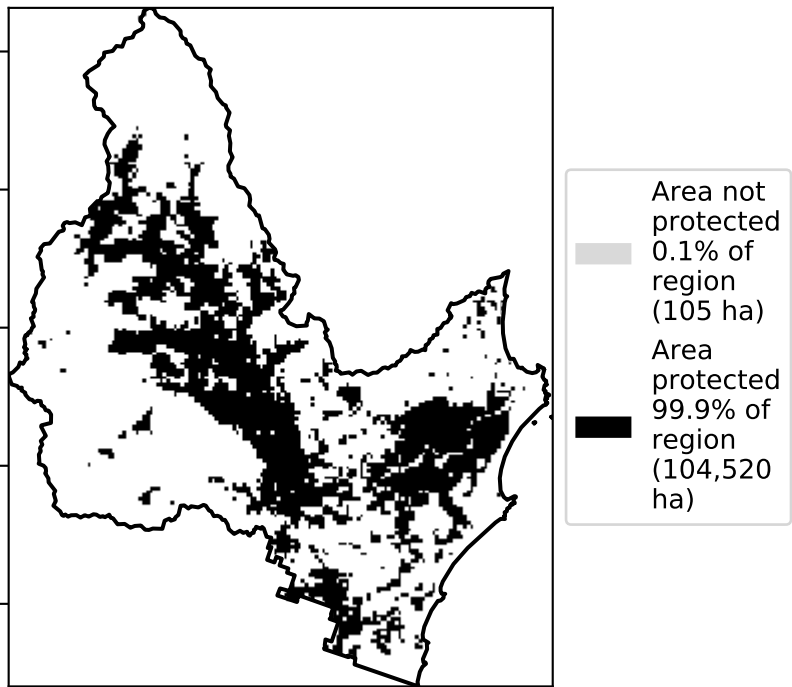 Area not
protected
0.1% of
region
(105 ha)
Area
protected
99.9% of
region
(104,520
ha)